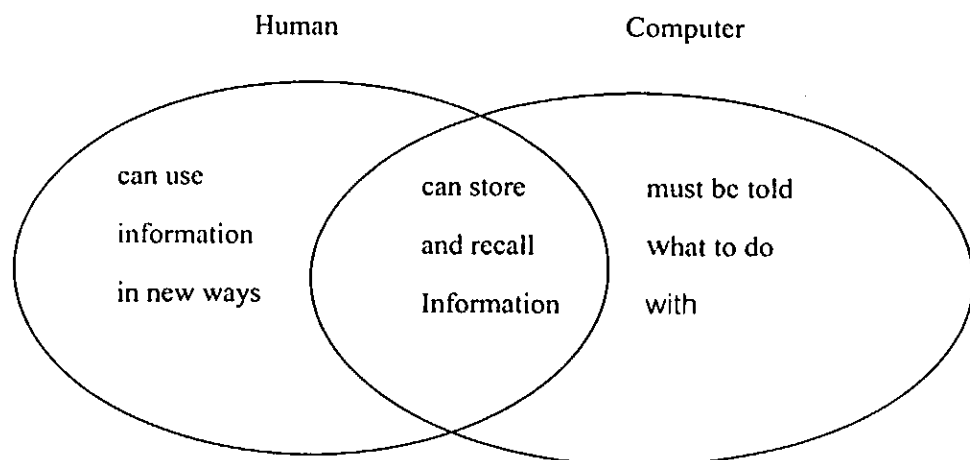 Human
Computer
can use
information
in new ways
can store
and recall
Information
must be told
what to do
with